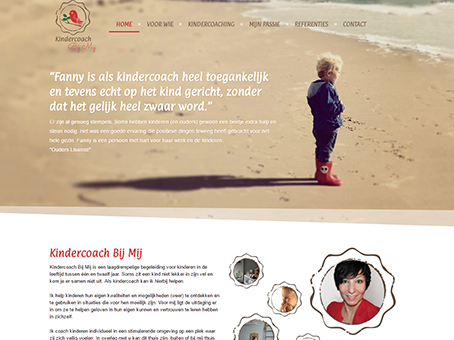 Kindercoach
Bij Mij
HOME
VOOR WIE
KINDERCOACHING
MIJN PASSIE
REFERENTIES
CONTACT
“Fanny is als kindercoach heel toegankelijk
en tevens echt op het kind gericht, zonder
dat het gelijk heel zwaar word.”
Er zijn al genoeg stempels. Soms hebben kinderen (en ouders) gewoon een beetje extra hulp en
steun nodig. Het was een goede ervaring die positieve dingen teweeg heeft gebracht voor het
hele gezin. Fanny is een persoon met hart voor haar werk en de kinderen.
Kindercoach Bij Mij
Kindercoach Bij Mij is een laagdrempelige begeleiding voor kinderen in de
leeftijd tussen één en twaalf jaar. Soms zit een kind niet lekker in zijn vel en
kom je er samen niet uit. Als kindercoach kan ik hierbij helpen.
Ik help kinderen hun eigen kwaliteiten en mogelijkheden (weer) te ontdekken én
te gebruiken in situaties die voor hen moeilijk zijn. Voor mij ligt de uitdaging er
om ze te helpen geloven in hun eigen kunnen en vertrouwen te leren hebben
in zichzelf.
Ik coach kinderen individueel in een stimulerende omgeving op een plek waar
zij zich veilig voelen. In overleg met u kan dit thuis zijn, buiten of bij mij thuis